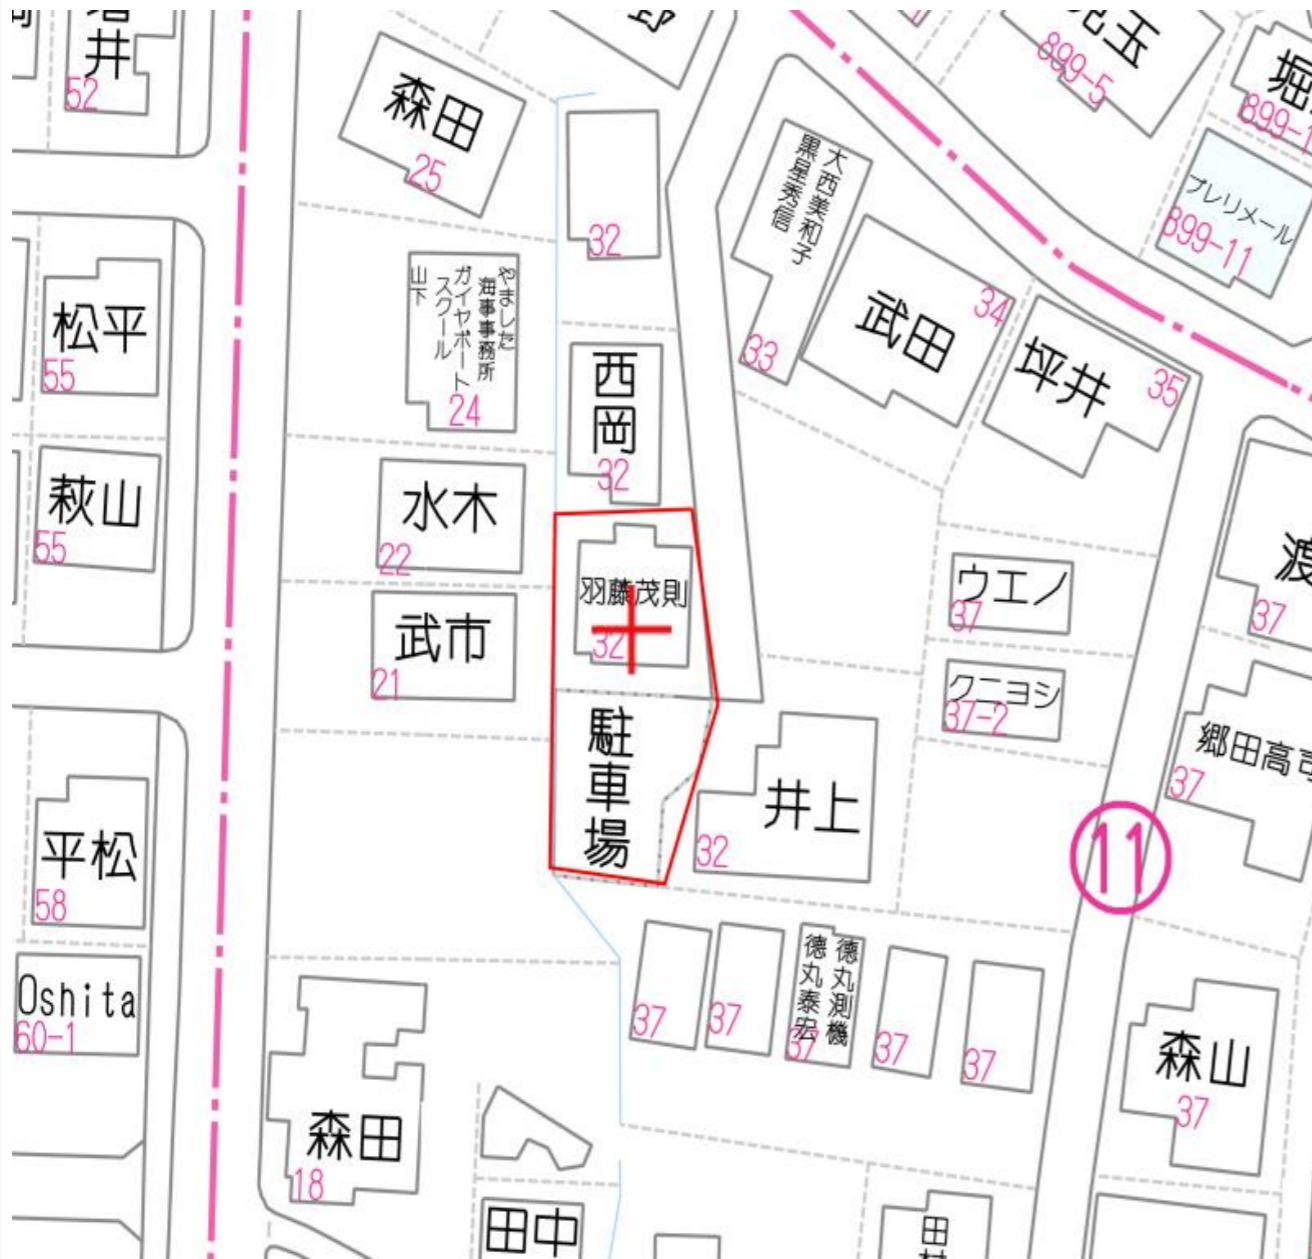 井
52
森田
25
32
899-5
プレリメール
899-11
大西美和子
黒星秀信
33
武田
34
坪井
35
松平
55
やました
海事事務所
ガイヤボート
スクール
山下
24
西岡
32
萩山
55
水木
22
羽藤茂則
32
武市
21
ウエノ
37
クニヨシ
37-2
37
郷田高司
37
駐車場
井上
32
11
平松
58
Oshita
60-1
37
37
徳丸測機
徳丸泰宏
37
37
37
森山
37
森田
18
田中